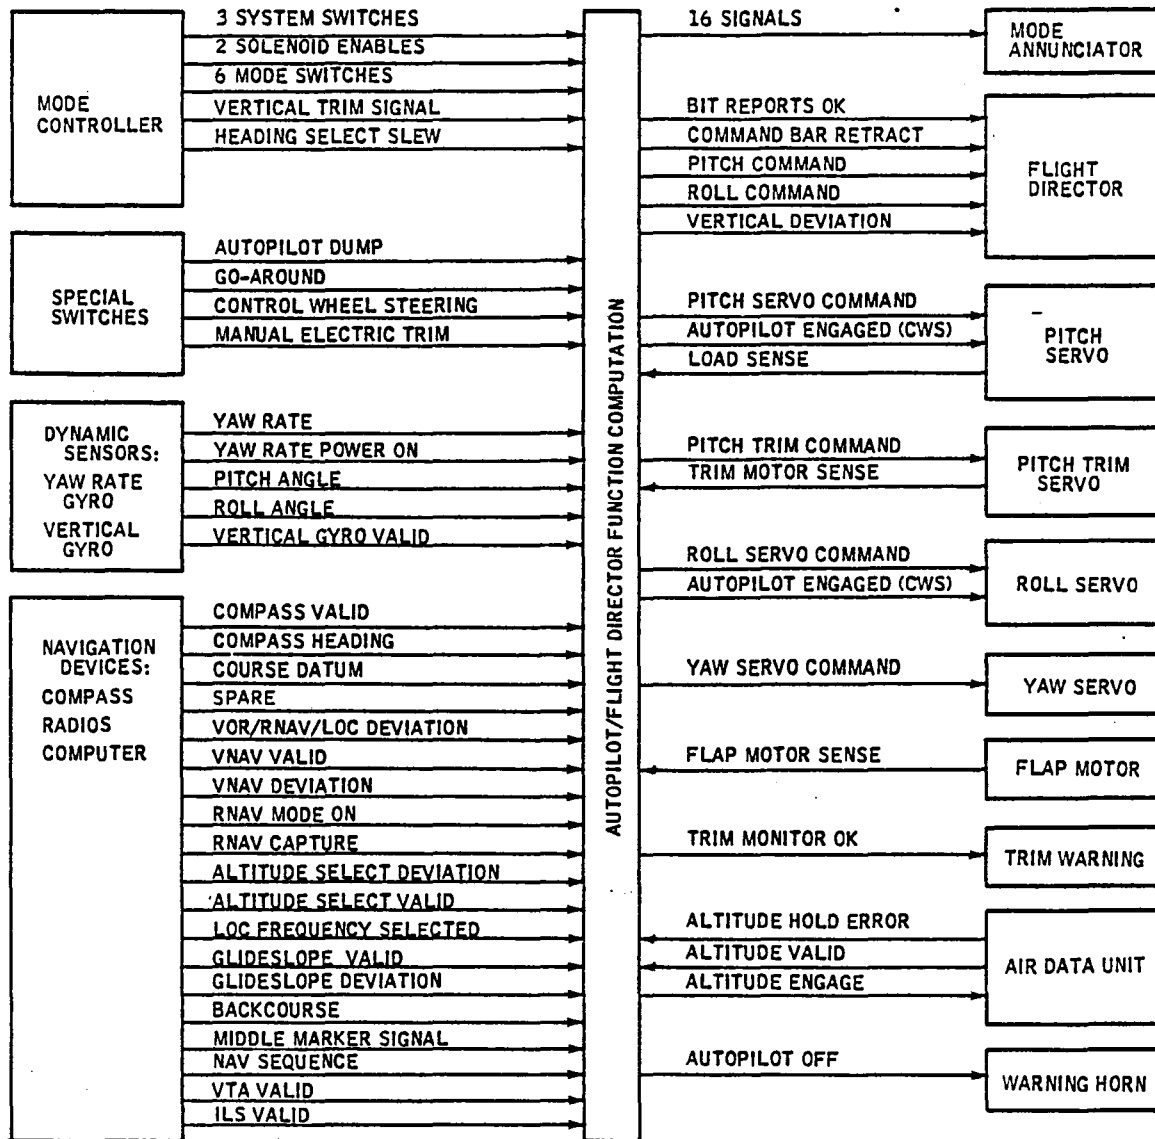 3 SYSTEM SWITCHES
2 SOLENOID ENABLES
6 MODE SWITCHES
VERTICAL TRIM SIGNAL
HEADING SELECT SLEW
MODE
CONTROLLER
AUTOPILOT DUMP
GO-AROUND
CONTROL WHEEL STEERING
MANUAL ELECTRIC TRIM
SPECIAL
SWITCHES
YAW RATE
YAW RATE POWER ON
PITCH ANGLE
ROLL ANGLE
VERTICAL GYRO VALID
DYNAMIC
SENSORS:
YAW RATE
GYRO
VERTICAL
GYRO
COMPASS VALID
COMPASS HEADING
COURSE DATUM
SPARE
VOR/RNAV/LOC DEVIATION
VNAV VALID
VNAV DEVIATION
RNAV MODE ON
RNAV CAPTURE
ALTITUDE SELECT DEVIATION
ALTITUDE SELECT VALID
LOC FREQUENCY SELECTED
GLIDESLOPE VALID
GLIDESLOPE DEVIATION
BACKCOURSE
MIDDLE MARKER SIGNAL
NAV SEQUENCE
VTA VALID
ILS VALID
NAVIGATION
DEVICES:
COMPASS
RADIOS
COMPUTER
AUTOPILOT/FLIGHT DIRECTOR FUNCTION COMPUTATION
16 SIGNALS
MODE
ANNUNCIATOR
BIT REPORTS OK
COMMAND BAR RETRACT
PITCH COMMAND
ROLL COMMAND
VERTICAL DEVIATION
FLIGHT
DIRECTOR
PITCH SERVO COMMAND
AUTOPILOT ENGAGED (CWS)
LOAD SENSE
PITCH
SERVO
PITCH TRIM COMMAND
TRIM MOTOR SENSE
PITCH TRIM
SERVO
ROLL SERVO COMMAND
AUTOPILOT ENGAGED (CWS)
ROLL SERVO
YAW SERVO COMMAND
YAW SERVO
FLAP MOTOR SENSE
FLAP MOTOR
TRIM MONITOR OK
TRIM WARNING
ALTITUDE HOLD ERROR
ALTITUDE VALID
ALTITUDE ENGAGE
AIR DATA UNIT
AUTOPILOT OFF
WARNING HORN